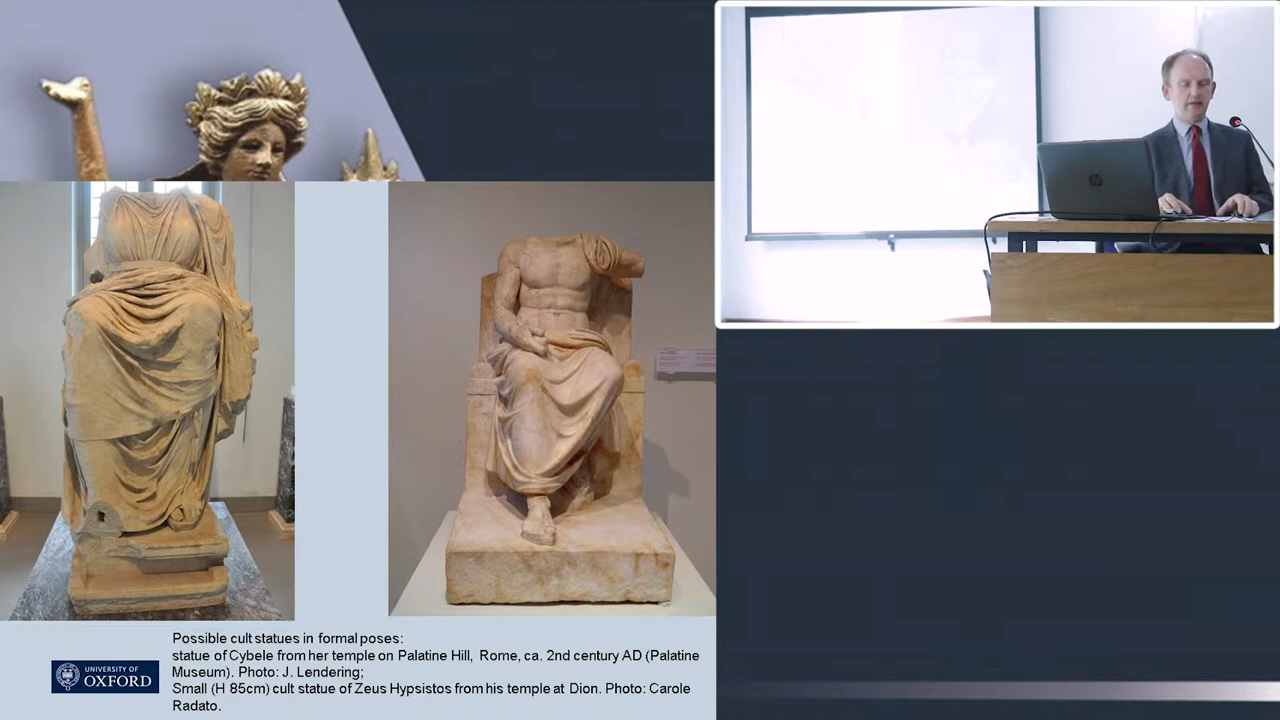 Possible cult statues in formal poses:
statue of Cybele from her temple on Palatine Hill, Rome, ca. 2nd century AD (Palatine
Museum). Photo: J. Lendering;
Small (H 85cm) cult statue of Zeus Hypsistos from his temple at Dion. Photo: Carole
Radato.
UNIVERSITY OF
OXFORD
hp